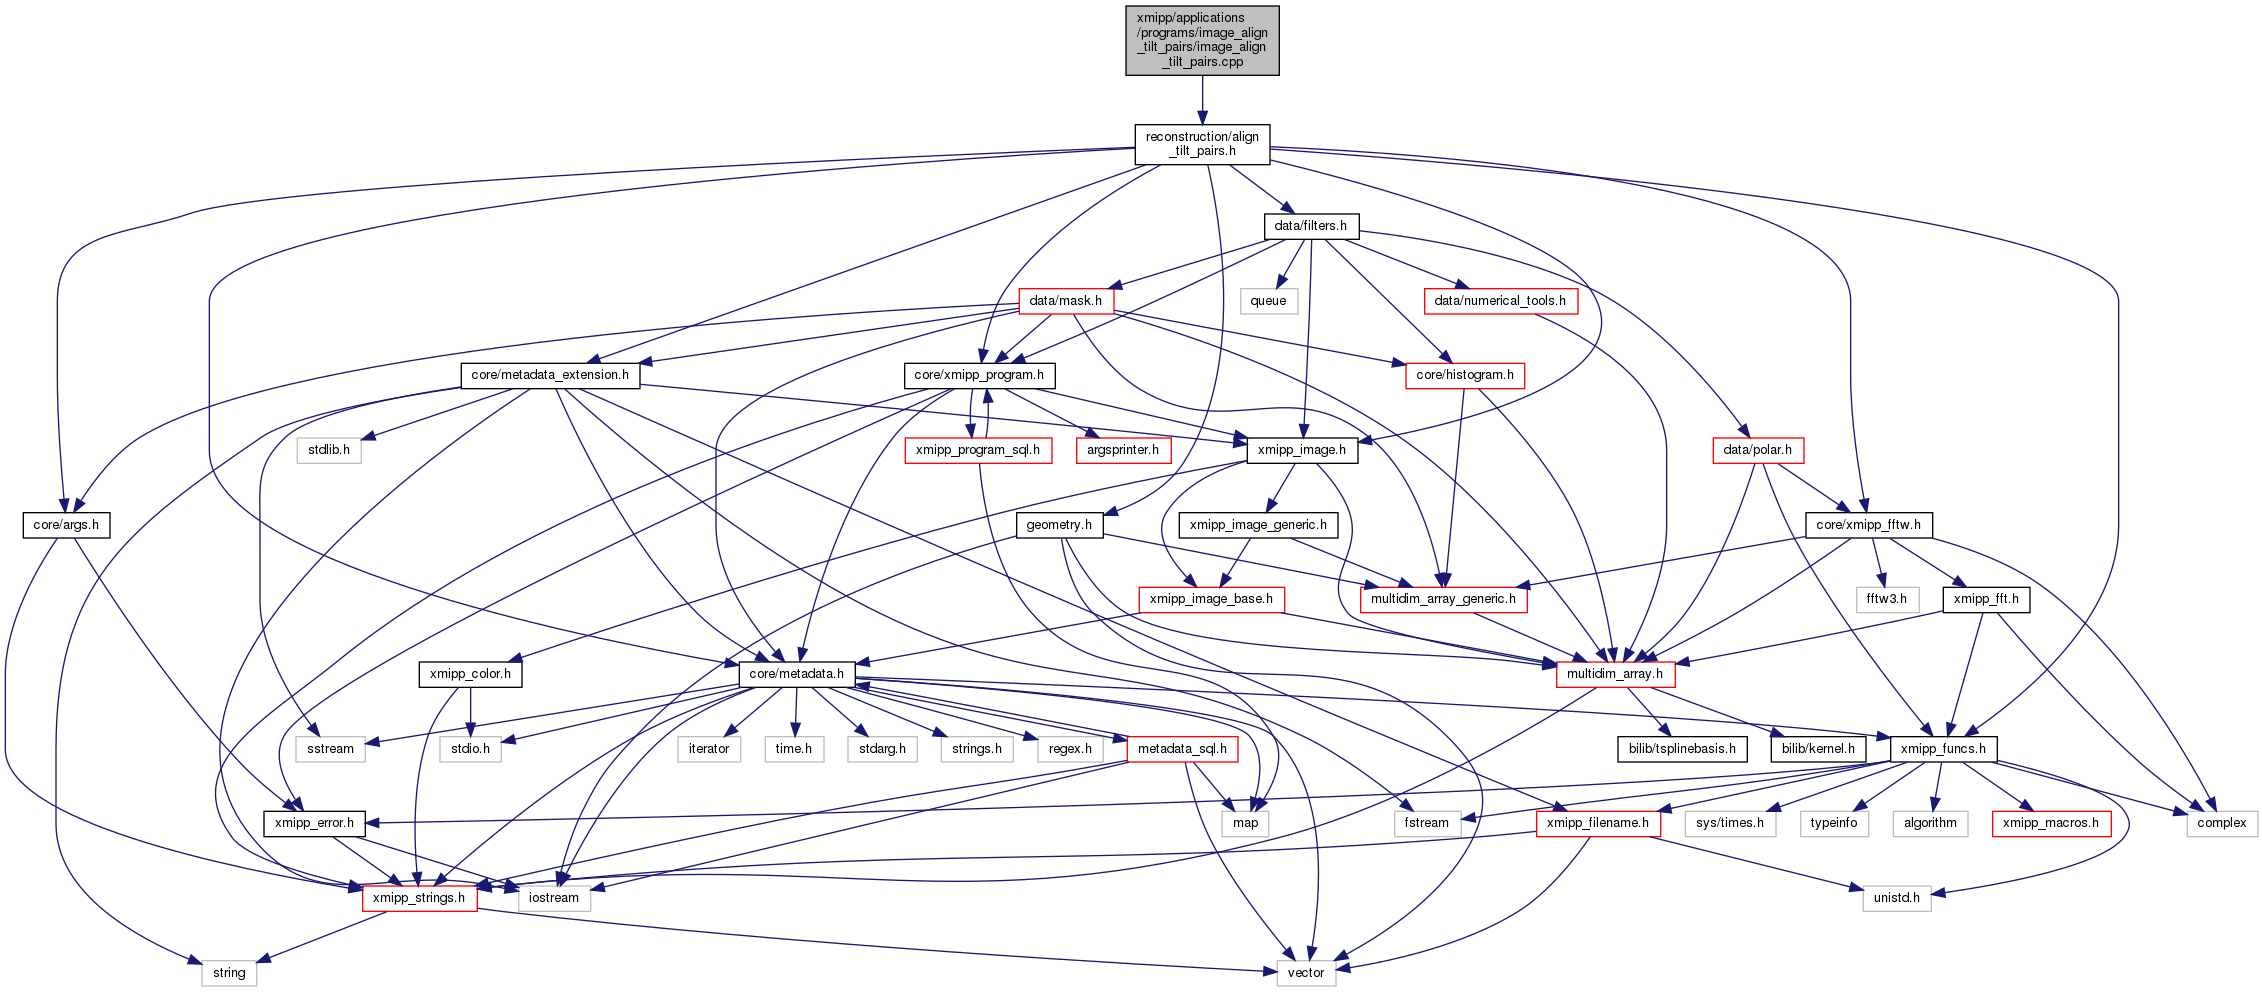 xmipp/applications
/programs/image_align
_tilt_pairs/image_align
_tilt_pairs.cpp
reconstruction/align
_tilt_pairs.h
data/filters.h
data/mask.h
queue
data/numerical_tools.h
core/metadata_extension.h
core/xmipp_program.h
core/histogram.h
stdlib.h
xmipp_program_sql.h
argsprinter.h
xmipp_image.h
data/polar.h
core/args.h
geometry.h
xmipp_image_generic.h
core/xmipp_fftw.h
xmipp_image_base.h
multidim_array_generic.h
fftw3.h
xmipp_fft.h
xmipp_color.h
core/metadata.h
multidim_array.h
sstream
stdio.h
iterator
time.h
stdarg.h
strings.h
regex.h
metadata_sql.h
bilib/tsplinebasis.h
bilib/kernel.h
xmipp_funcs.h
xmipp_error.h
map
fstream
xmipp_filename.h
sys/times.h
typeinfo
algorithm
xmipp_macros.h
complex
xmipp_strings.h
iostream
unistd.h
string
vector